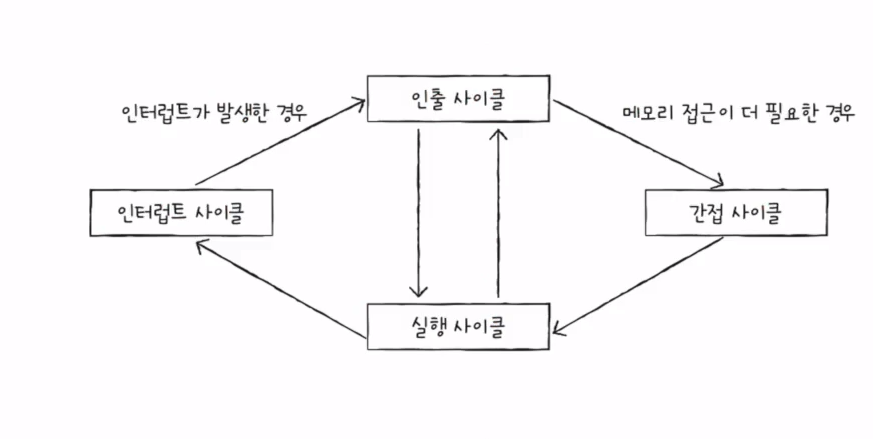 인출 사이클
인터럽트가 발생한 경우
메모리 접근이 더 필요한 경우
인터럽트 사이클
간접 사이클
실행 사이클